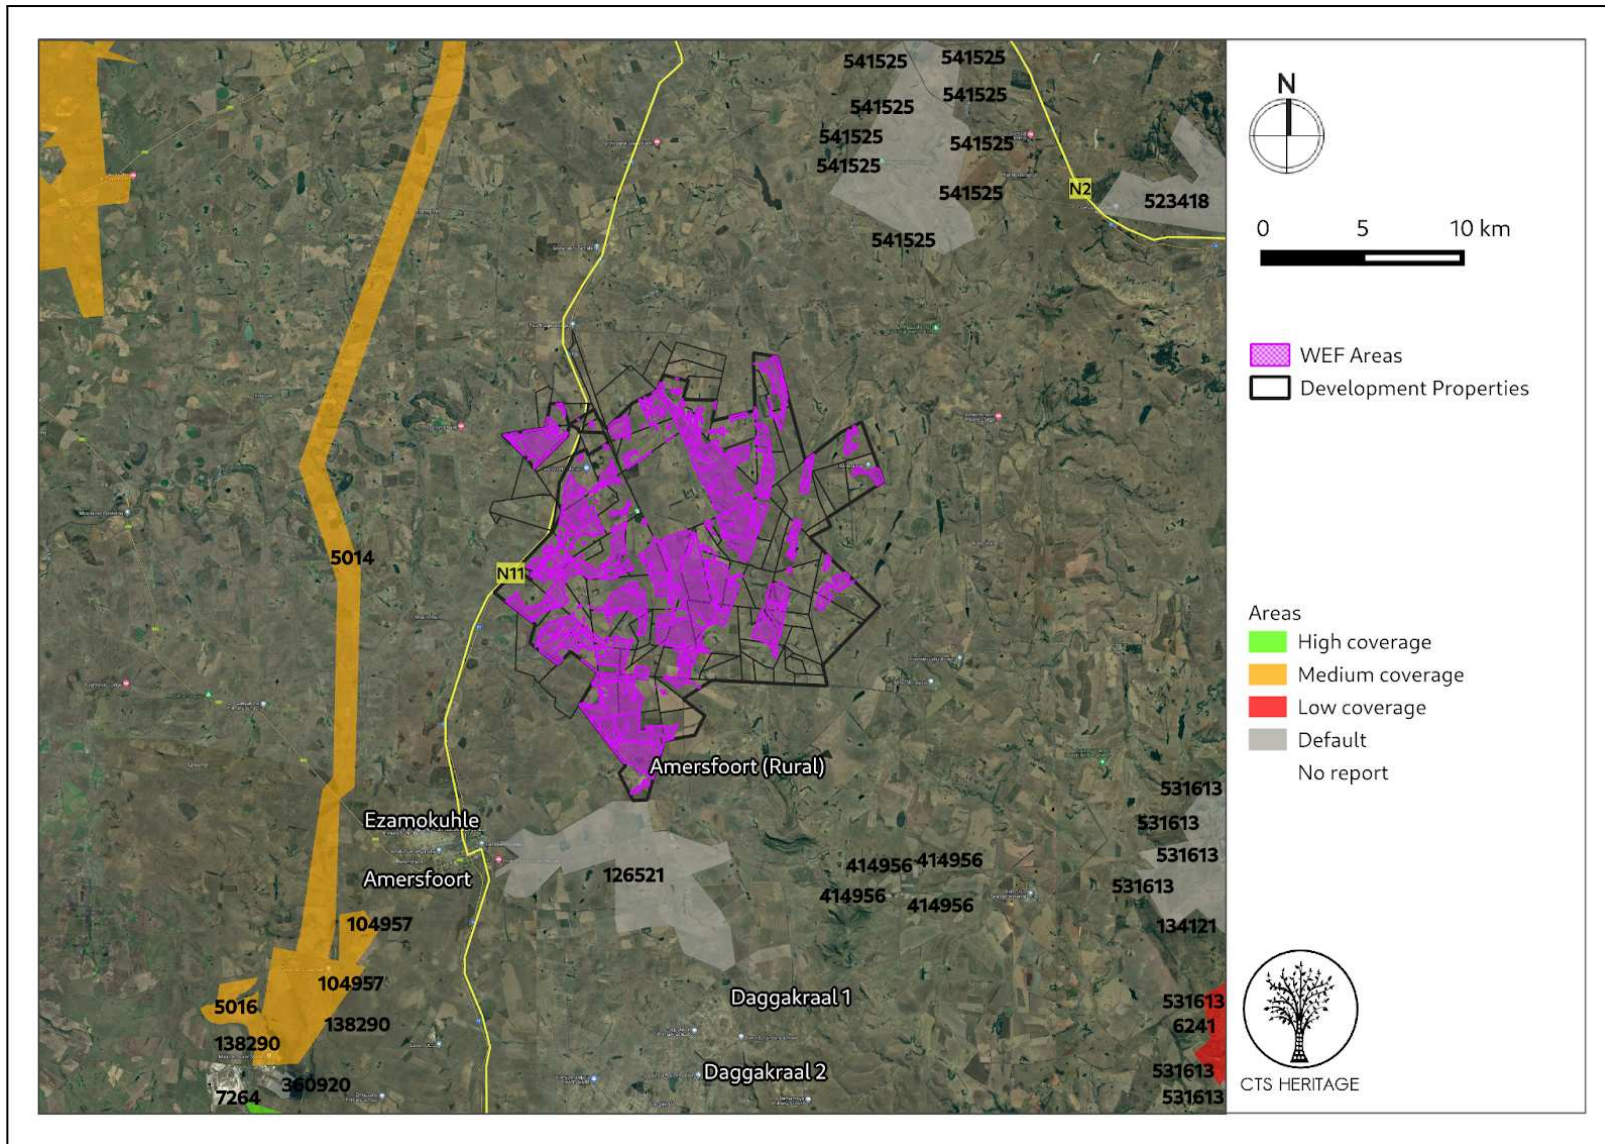 541525
541525
541525
541525
541525
541525
541525
541525
541525
N2
523418
5014
N11
Amersfoort (Rural)
Ezamokuhle
Amersfoort
126521
414956
414956
414956
414956
531613
531613
531613
531613
134121
104957
104957
5016
138290
138290
360920
7264
Daggakraal 1
Daggakraal 2
531613
6241
531613
531613
N
0 5 10 km
WEF Areas
Development Properties
Areas
High coverage
Medium coverage
Low coverage
Default
No report
CTS HERITAGE